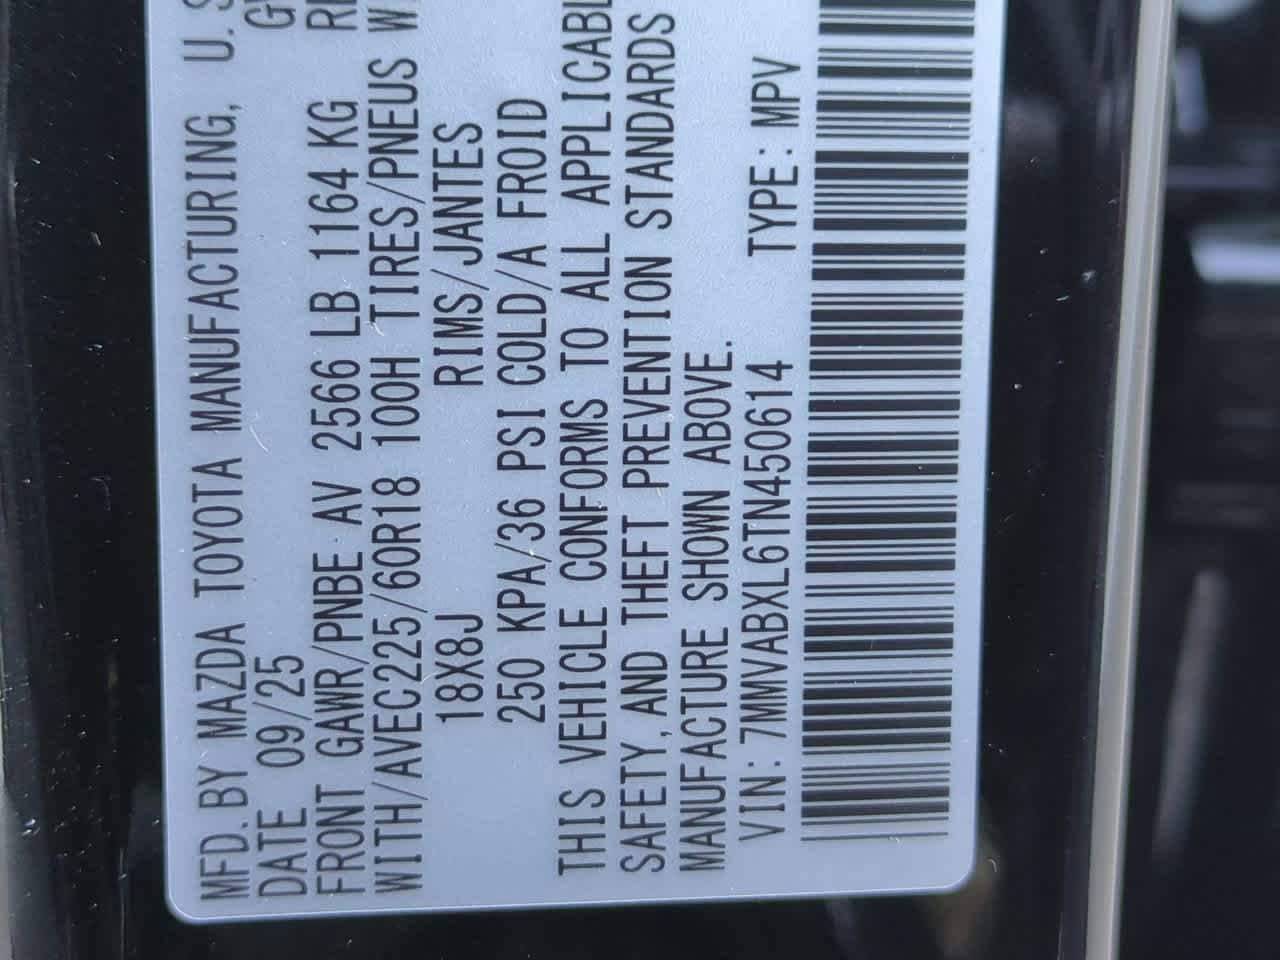 MFD.BY MAZDA TOYOTA MANUFACTURING, U.S
DATE 09/25
FRONT GAWR/PNBE AV 2566 LB 1164 KG
WITH/AVEC225/60R18 100H TIRES/PNEUS
18X8J RIMS/JANTES
250 KPA/36 PSI COLD/A FROID
THIS VEHICLE CONFORMS TO ALL APPLICABL
SAFETY,AND THEFT PREVENTION STANDARDS
MANUFACTURE SHOWN ABOVE.
VIN:7MMVABXL6TN450614 TYPE:MPV